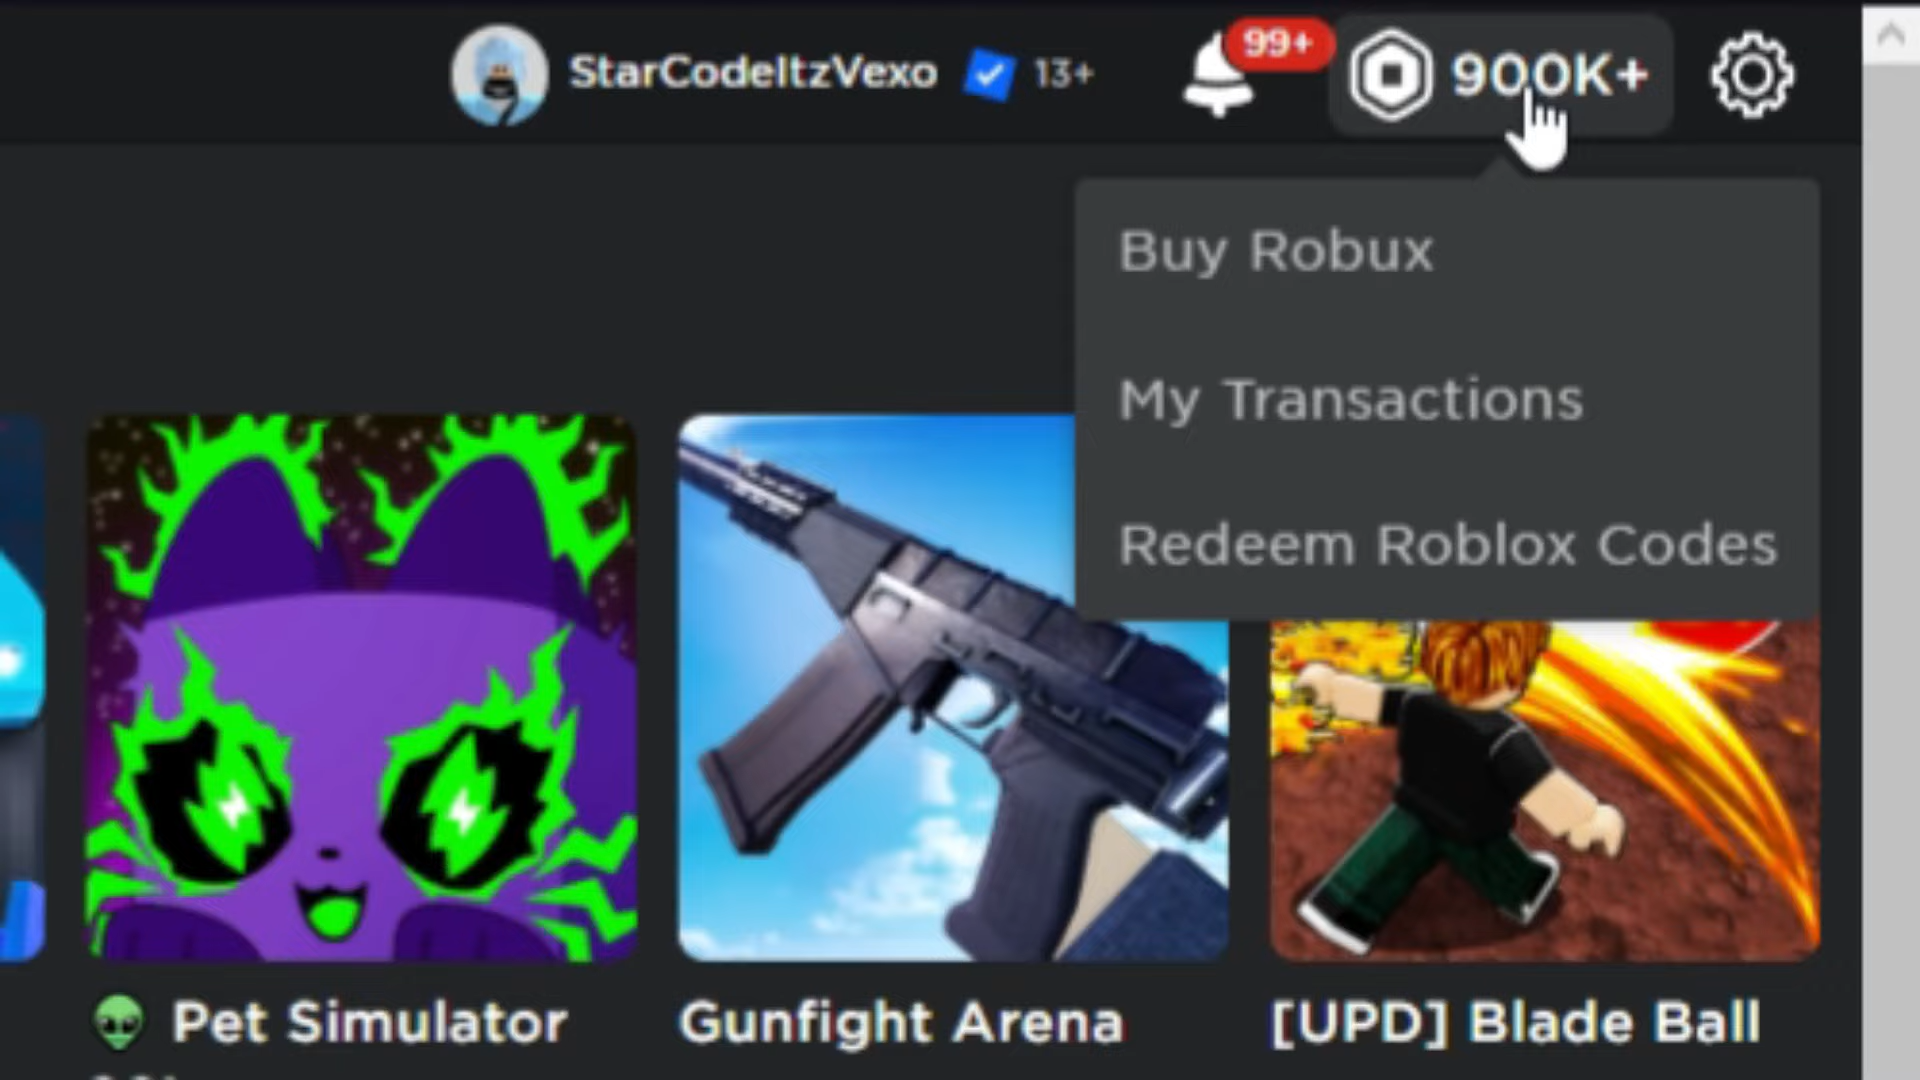 StarCodeItzVexo 13+ 99+ 900K+
Buy Robux
My Transactions
Redeem Roblox Codes
Pet Simulator
Gunfight Arena
[UPD] Blade Ball